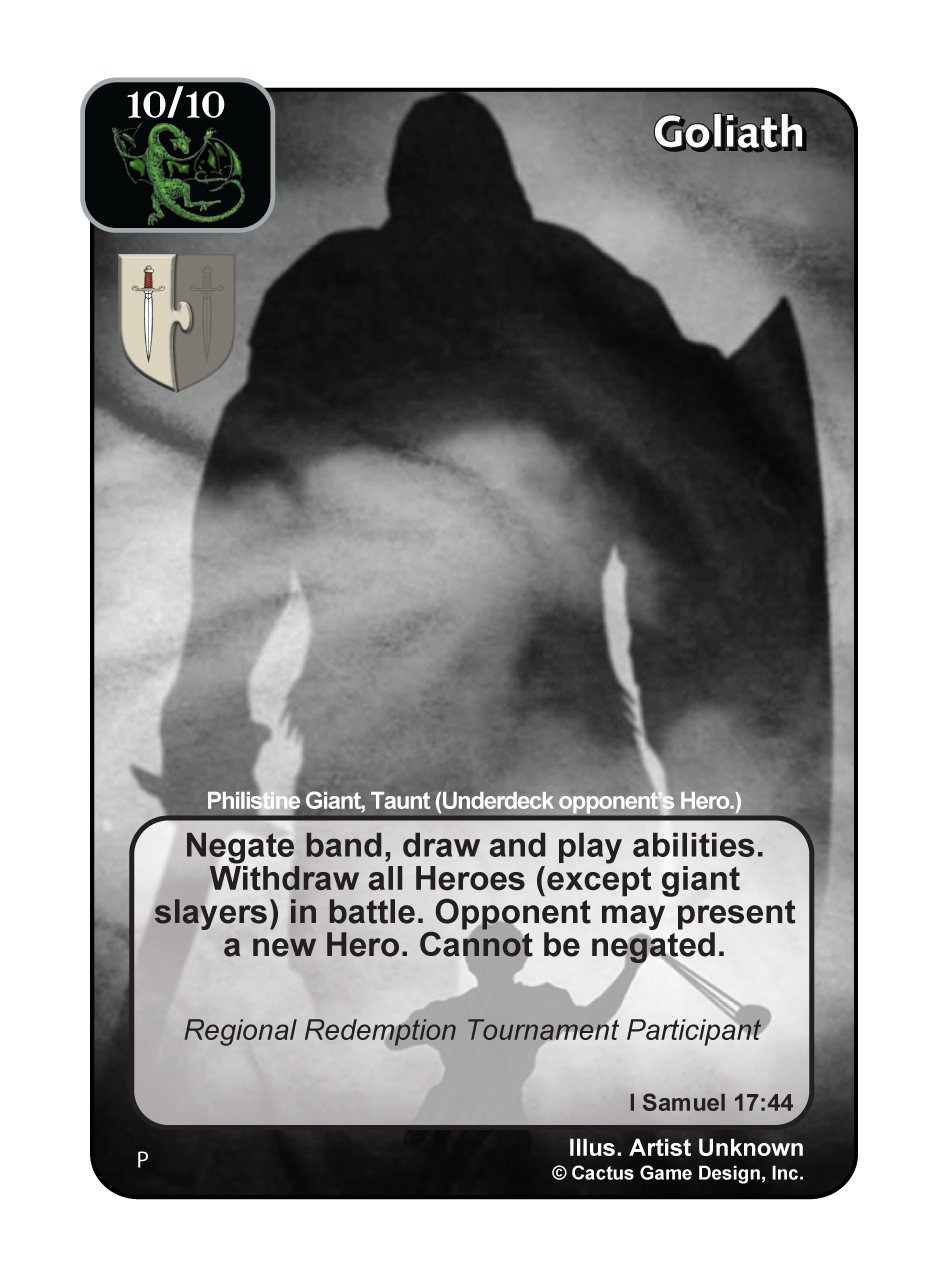 10/10
Goliath
Philistine Giant, Taunt (Underdeck opponent's Hero.)
Negate band, draw and play abilities.
Withdraw all Heroes (except giant
slayers) in battle. Opponent may present
a new Hero. Cannot be negated.
Regional Redemption Tournament Participant
I Samuel 17:44
P
Illus. Artist Unknown
© Cactus Game Design, Inc.